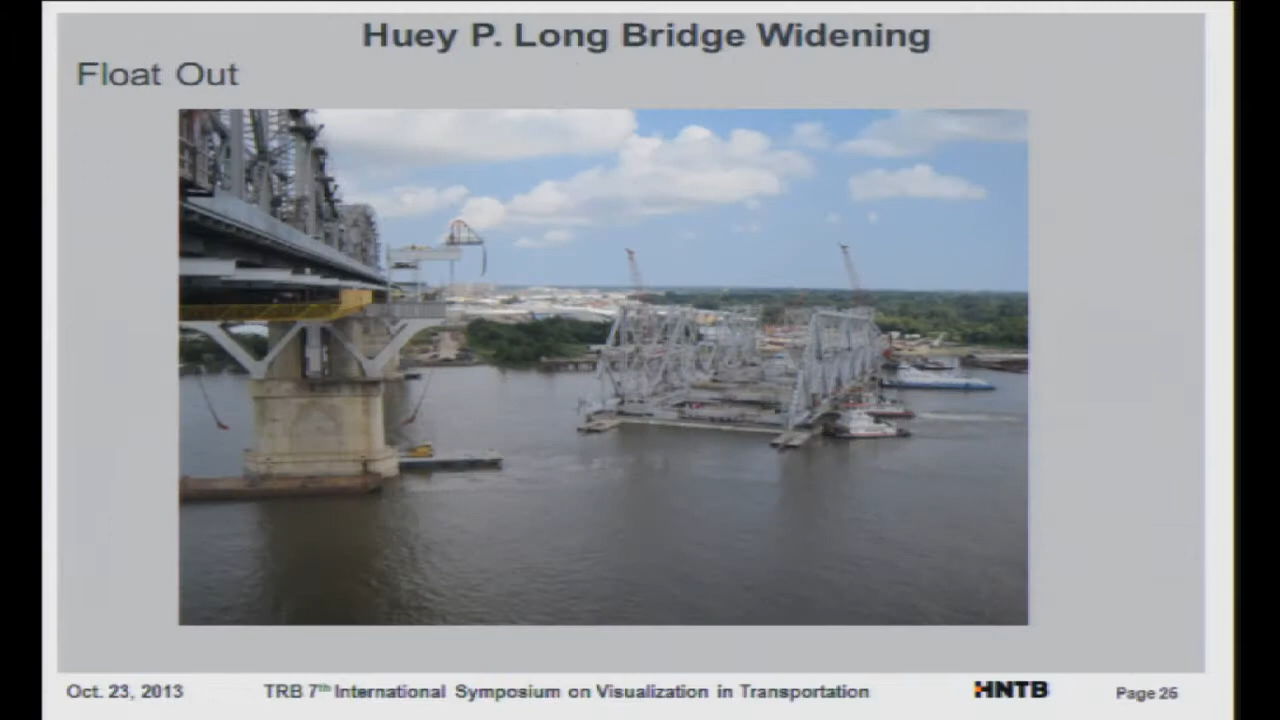 Huey P. Long Bridge Widening
Float Out
Oct. 23, 2013
TRB 7th International Symposium on Visualization in Transportation
HNTB
Page 26